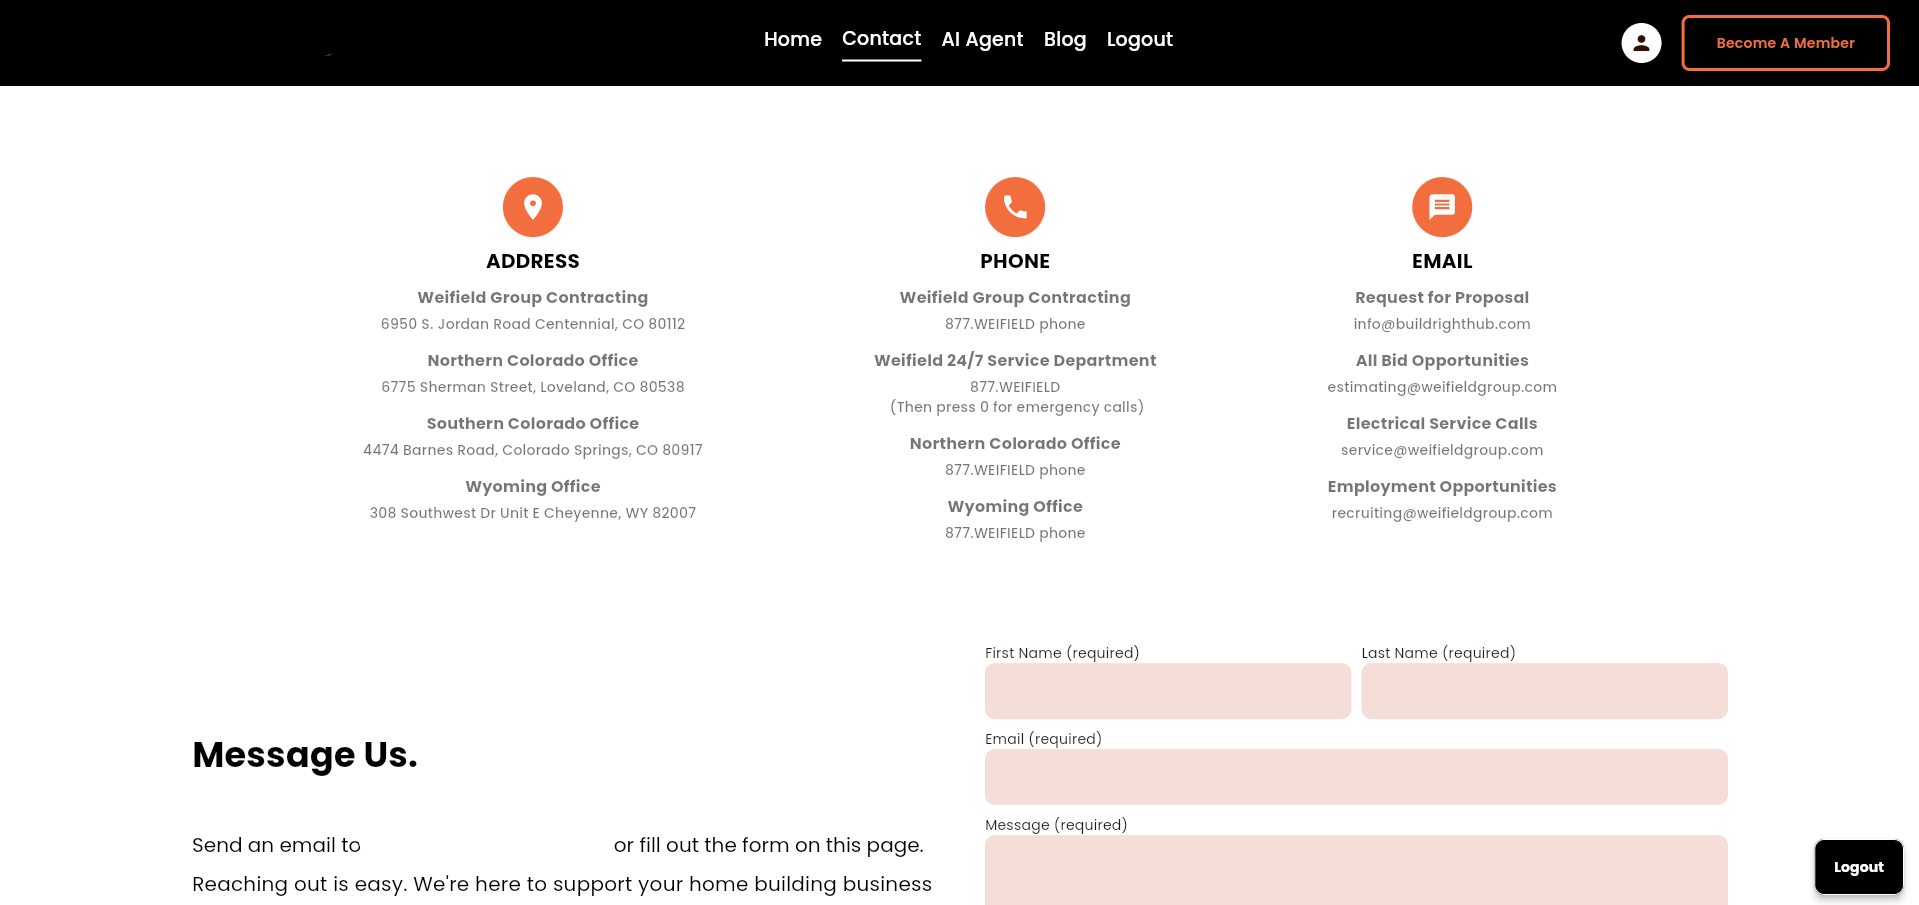 Home Contact AI Agent Blog Logout
Become A Member
ADDRESS
Weifield Group Contracting
6950 S. Jordan Road Centennial, CO 80112
Northern Colorado Office
6775 Sherman Street, Loveland, CO 80538
Southern Colorado Office
4474 Barnes Road, Colorado Springs, CO 80917
Wyoming Office
308 Southwest Dr Unit E Cheyenne, WY 82007
PHONE
Weifield Group Contracting
877.WEIFIELD phone
Weifield 24/7 Service Department
877.WEIFIELD
(Then press 0 for emergency calls)
Northern Colorado Office
877.WEIFIELD phone
Wyoming Office
877.WEIFIELD phone
EMAIL
Request for Proposal
info@buildrighthub.com
All Bid Opportunities
estimating@weifieldgroup.com
Electrical Service Calls
service@weifieldgroup.com
Employment Opportunities
recruiting@weifieldgroup.com
Message Us.
Send an email to or fill out the form on this page.
Reaching out is easy. We're here to support your home building business
First Name (required)
Last Name (required)
Email (required)
Message (required)
Logout